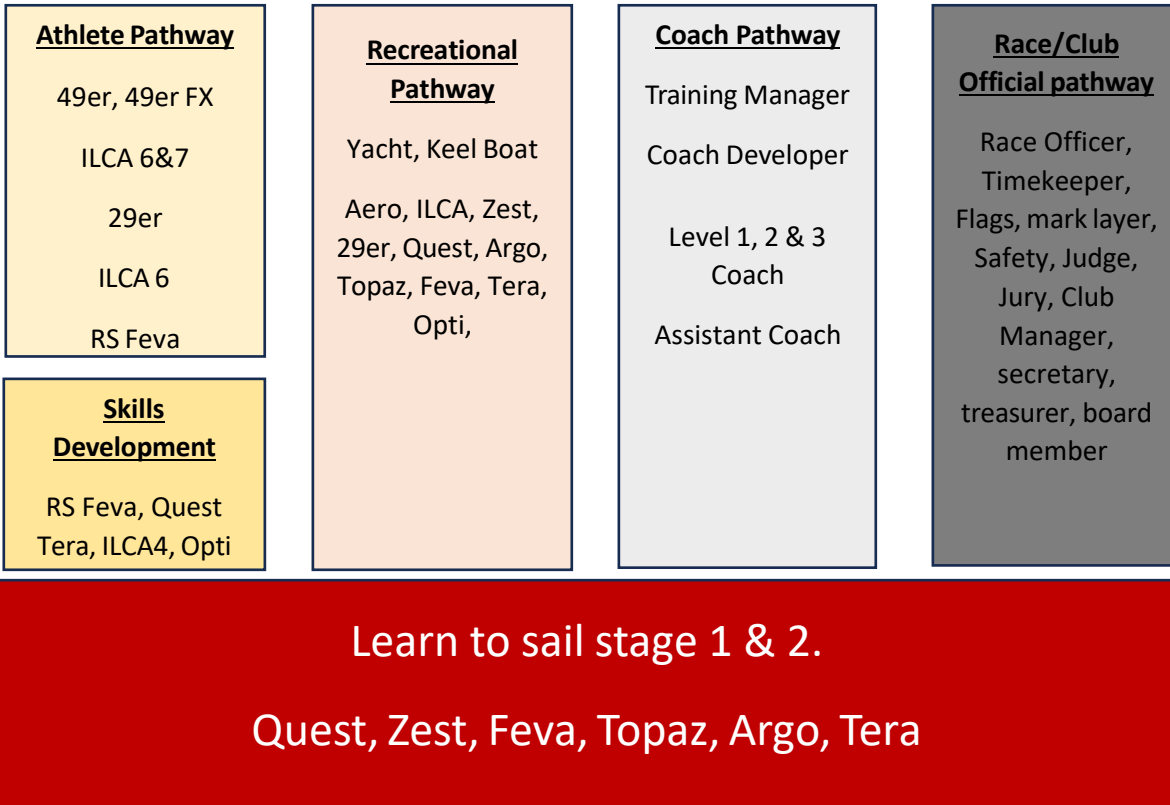 Athlete Pathway
49er, 49er FX
ILCA 6&7
29er
ILCA 6
RS Feva
Skills
Development
RS Feva, Quest
Tera, ILCA4, Opti
Recreational
Pathway
Yacht, Keel Boat
Aero, ILCA, Zest,
29er, Quest, Argo,
Topaz, Feva, Tera,
Opti,
Coach Pathway
Training Manager
Coach Developer
Level 1, 2 & 3
Coach
Assistant Coach
Race/Club
Official pathway
Race Officer,
Timekeeper,
Flags, mark layer,
Safety, Judge,
Jury, Club
Manager,
secretary,
treasurer, board
member
Learn to sail stage 1 & 2.
Quest, Zest, Feva, Topaz, Argo, Tera